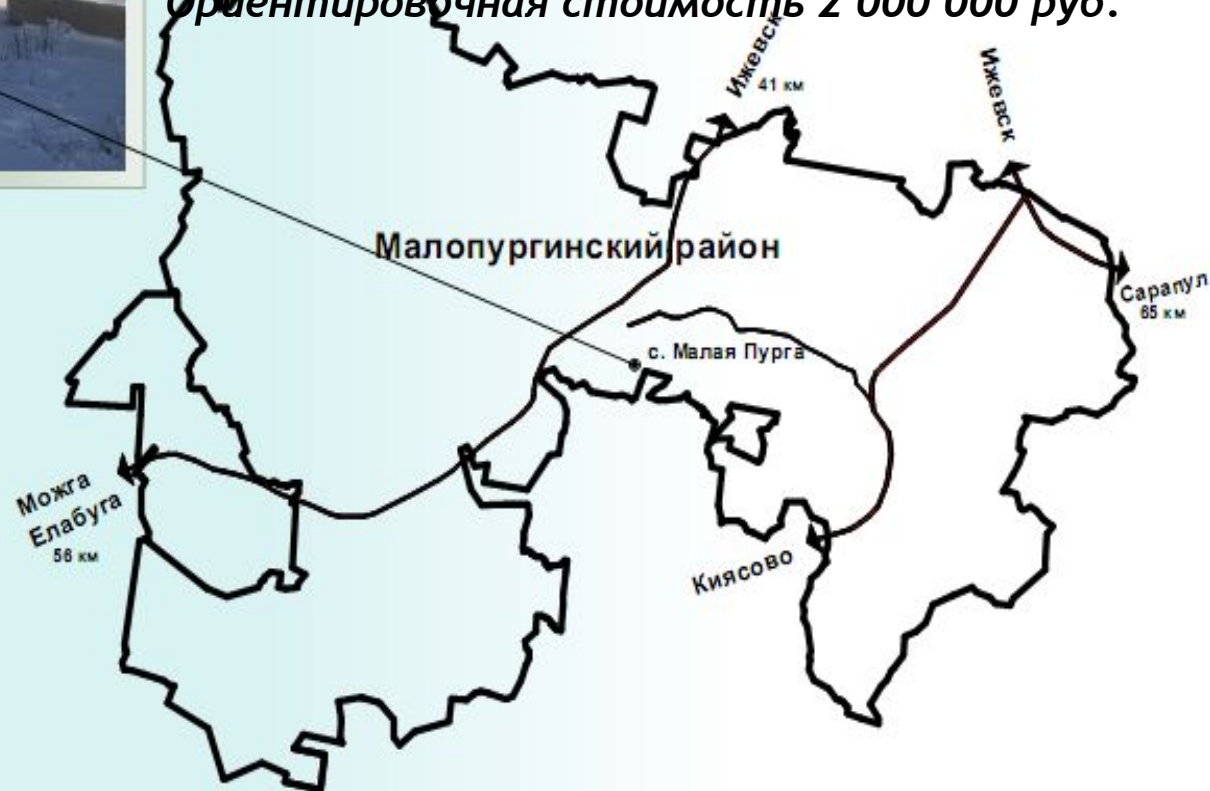 Ориентировочная стоимость 2 000 000 руб.
Ижевск
41 км
Ижевск
Малопургинский район
Сарапул
65 км
с. Малая Пурга
Можга
Елабуга
56 км
Киясово